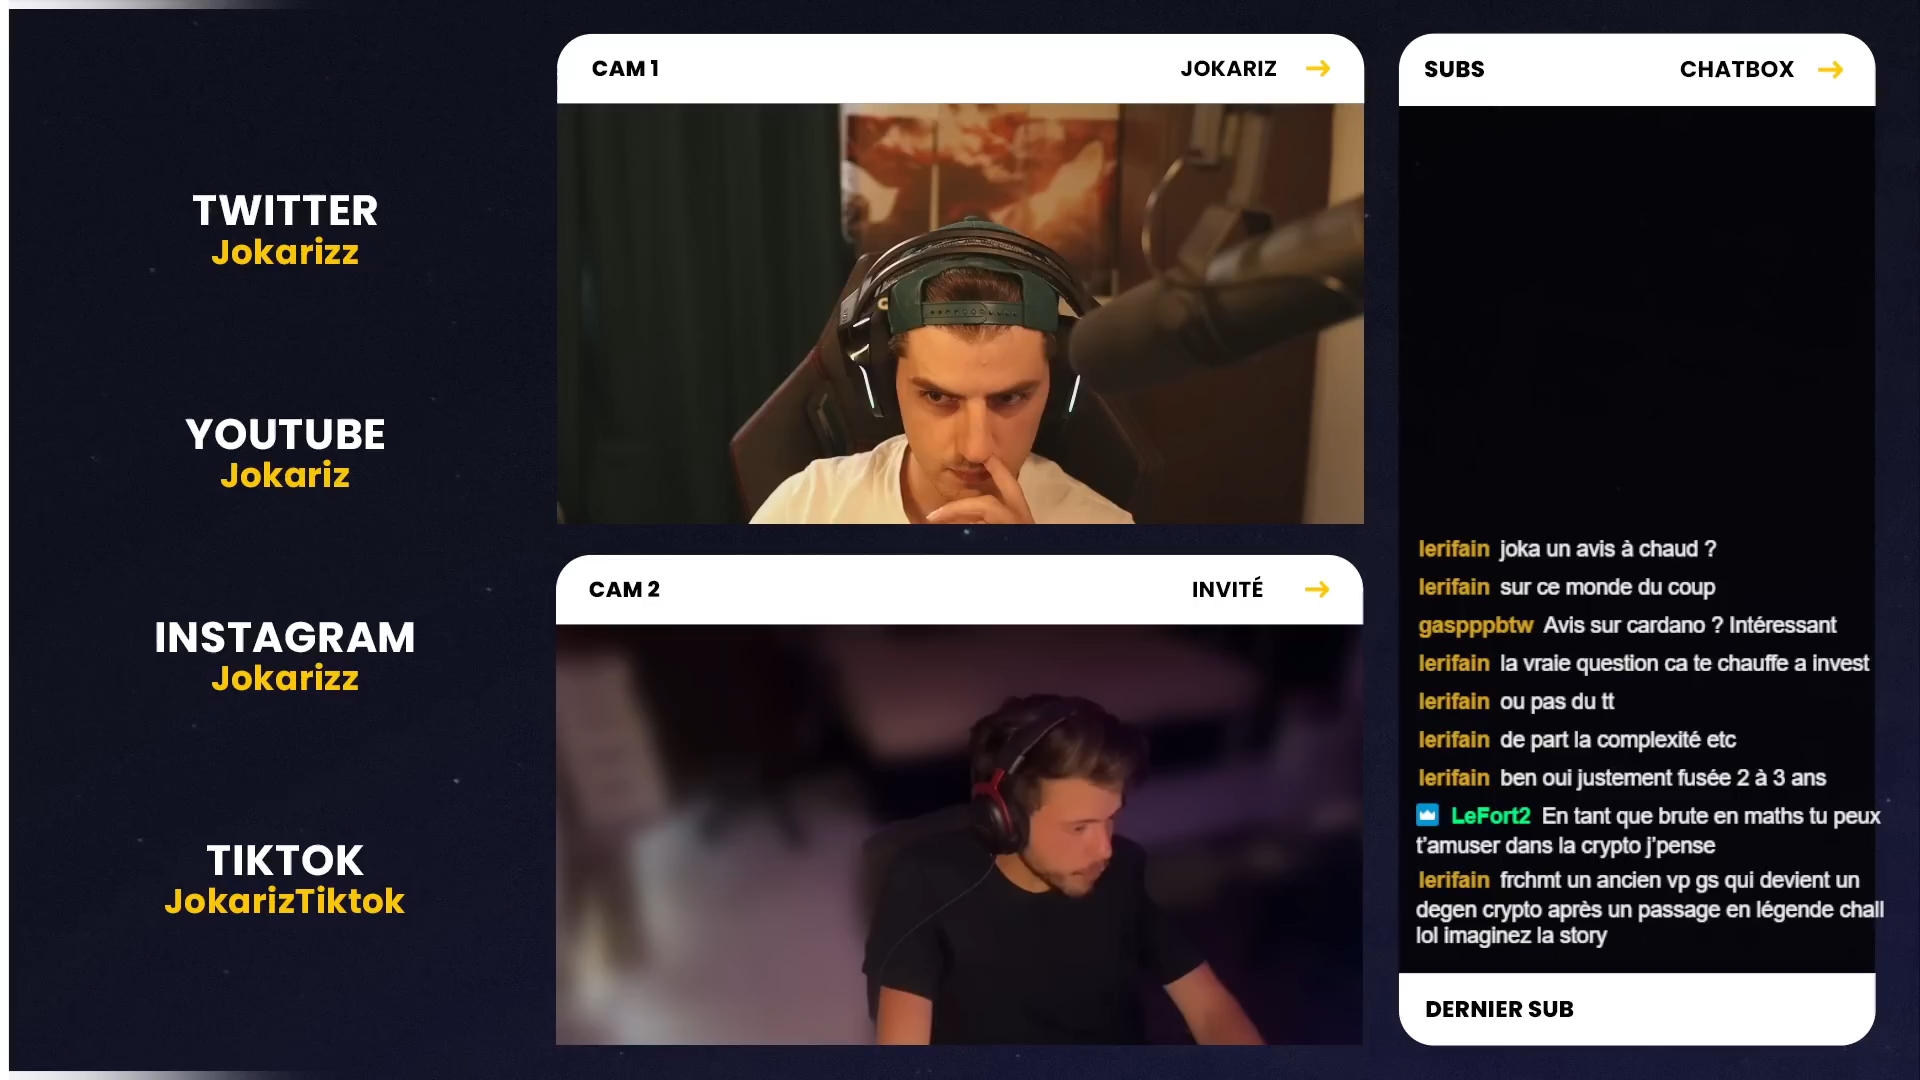 TWITTER
Jokarizz
YOUTUBE
Jokariz
INSTAGRAM
Jokarizz
TIKTOK
JokarizTiktok
CAM 1
JOKARIZ
CAM 2
INVITÉ
SUBS
CHATBOX
lerifain joka un avis à chaud ?
lerifain sur ce monde du coup
gaspppbtw Avis sur cardano ? Intéressant
lerifain la vraie question ca te chauffe a invest
lerifain ou pas du tt
lerifain de part la complexité etc
lerifain ben oui justement fusée 2 à 3 ans
LeFort2 En tant que brute en maths tu peux
t'amuser dans la crypto j'pense
lerifain frchmt un ancien vp gs qui devient un
degen crypto après un passage en légende chall
lol imaginez la story
DERNIER SUB